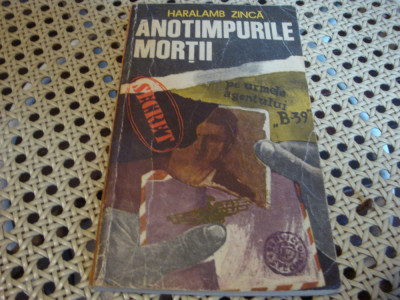 HARALAMB ZINCĂ
ANOTIMPURILE
MORȚII
SECRET
pe urmele
agentului
„B-39"